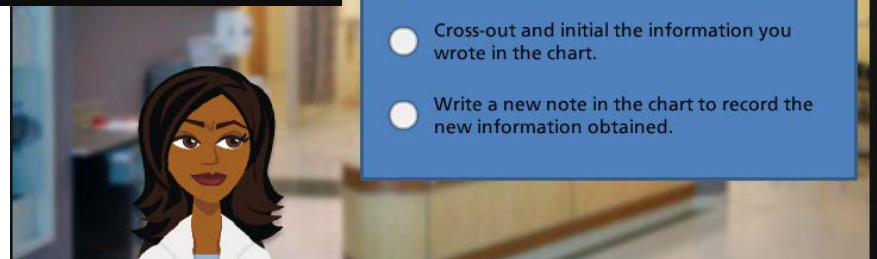 Cross-out and initial the information you
wrote in the chart.
Write a new note in the chart to record the
new information obtained.